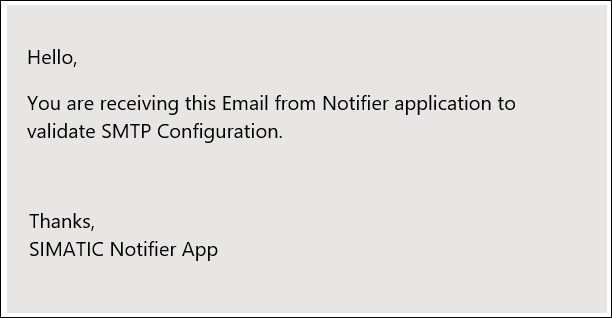 Hello,
You are receiving this Email from Notifier application to
validate SMTP Configuration.
Thanks,
SIMATIC Notifier App